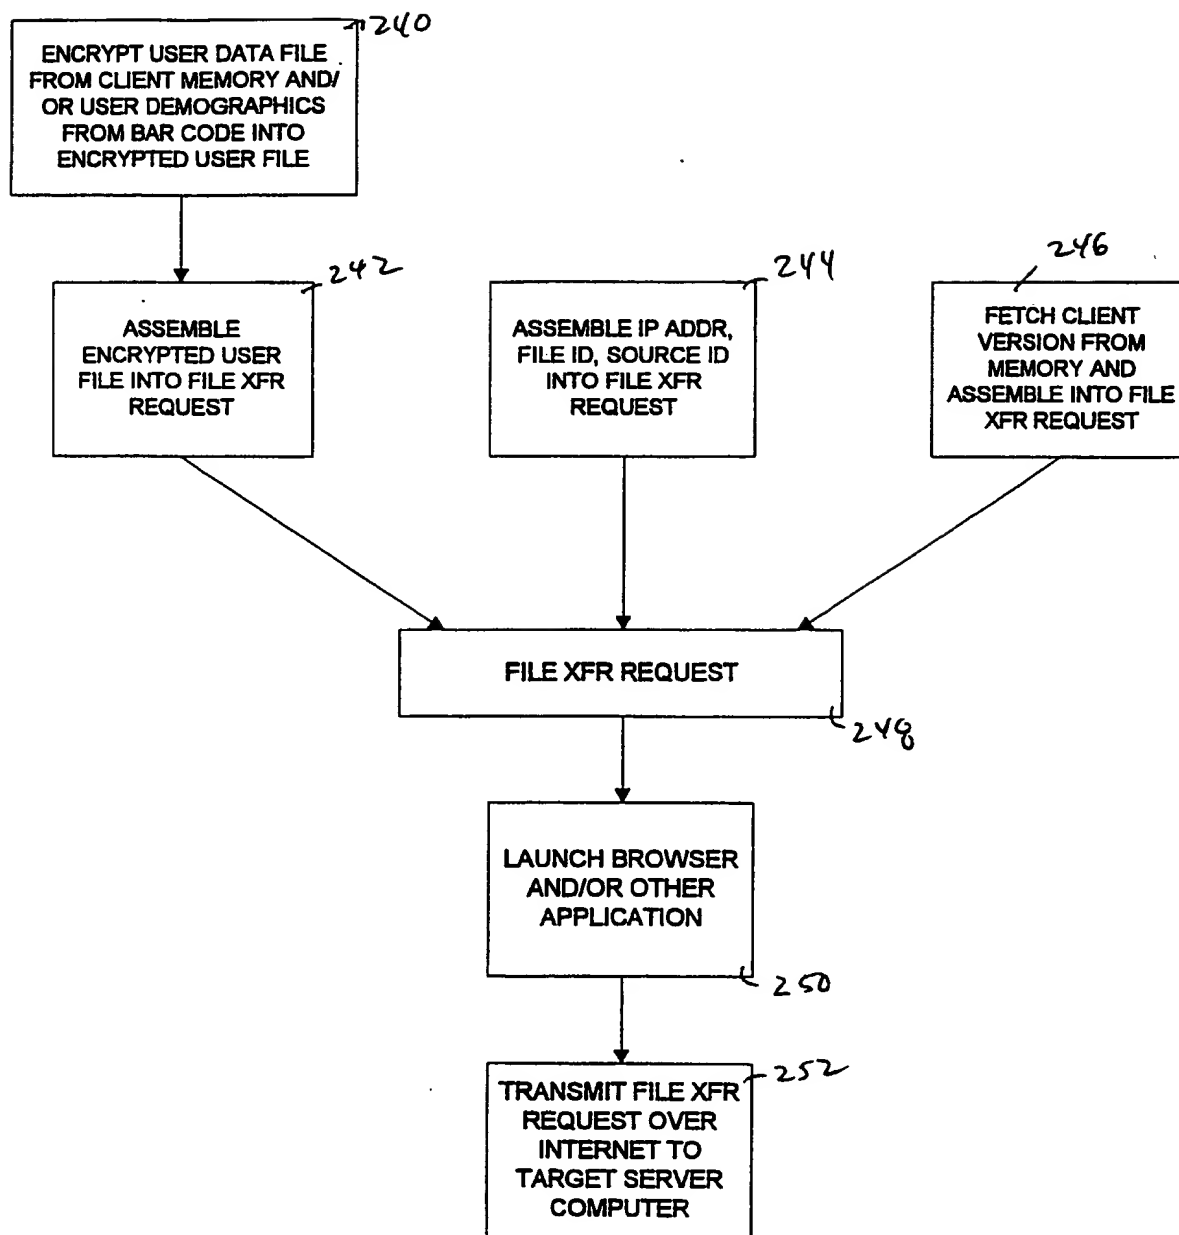 240
ENCRYPT USER DATA FILE
FROM CLIENT MEMORY AND/
OR USER DEMOGRAPHICS
FROM BAR CODE INTO
ENCRYPTED USER FILE
242
ASSEMBLE
ENCRYPTED USER
FILE INTO FILE XFR
REQUEST
244
ASSEMBLE IP ADDR,
FILE ID, SOURCE ID
INTO FILE XFR
REQUEST
246
FETCH CLIENT
VERSION FROM
MEMORY AND
ASSEMBLE INTO FILE
XFR REQUEST
FILE XFR REQUEST
248
LAUNCH BROWSER
AND/OR OTHER
APPLICATION
250
252
TRANSMIT FILE XFR
REQUEST OVER
INTERNET TO
TARGET SERVER
COMPUTER